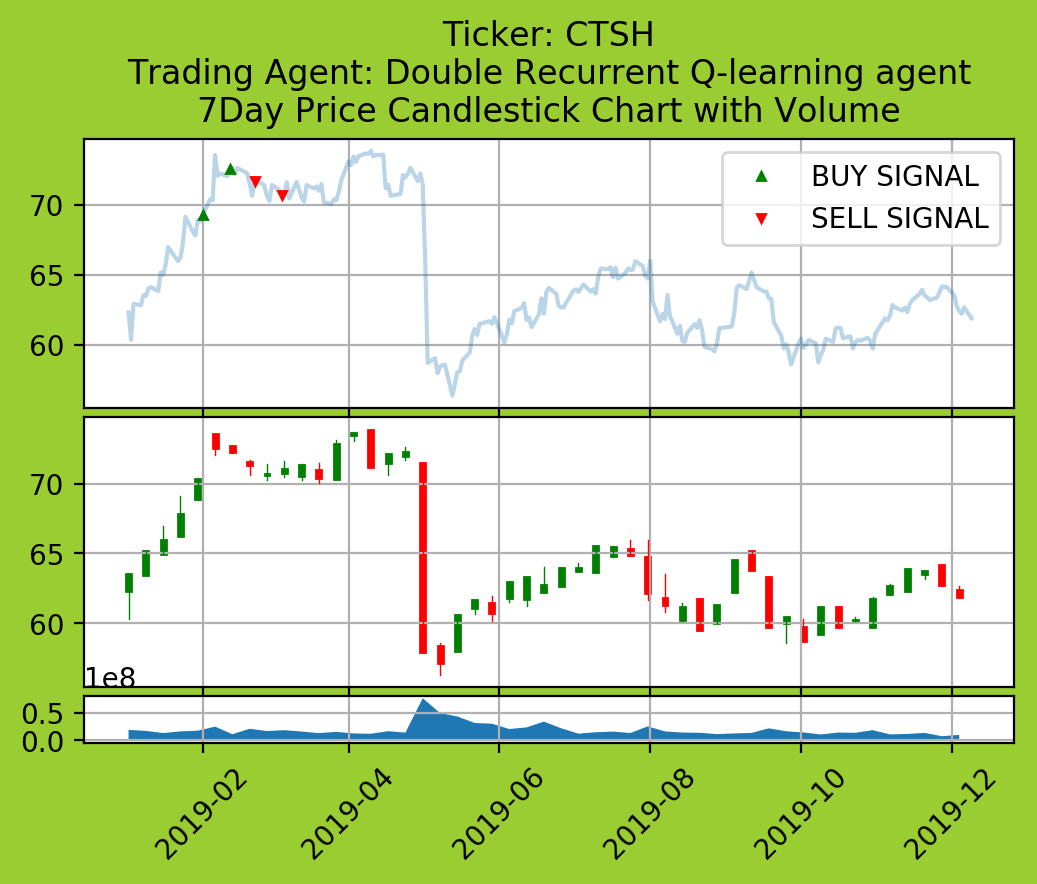 Ticker: CTSH
Trading Agent: Double Recurrent Q-learning agent
7Day Price Candlestick Chart with Volume
BUY SIGNAL
SELL SIGNAL
70
65
60
70
65
60
1e8
0.5
0.0
2019-02
2019-04
2019-06
2019-08
2019-10
2019-12